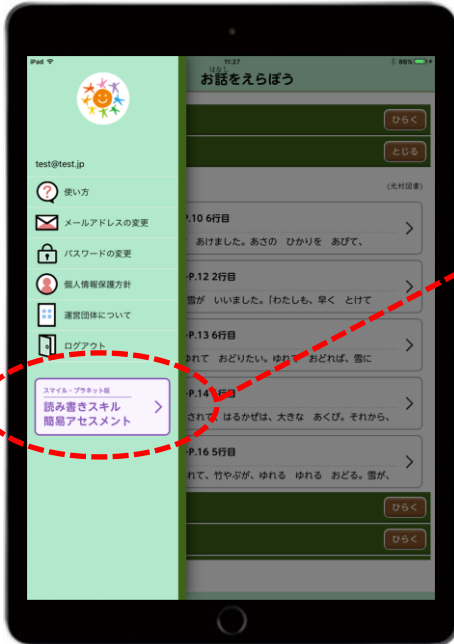 iPad
11:27
86%
はなし
お話をえらぼう
test@test.jp
使い方
メールアドレスの変更
パスワードの変更
個人情報保護方針
運営団体について
ログアウト
スマイル・プラネット版
読み書きスキル
簡易アセスメント
ひらく
とじる
(光村図書)
P.10 6行目
あけました。あさの ひかりを あびて、
P.12 2行目
雪が いいました。「わたしも、早く とけて
P.13 6行目
ゆれて おどりたい。ゆれて おどれば、雪に
P.14
行目
されて、はるかぜは、大きな あくび。それから、
P.16 5行目
れて、竹やぶが、ゆれる ゆれる おどる。雪が、
ひらく
ひらく